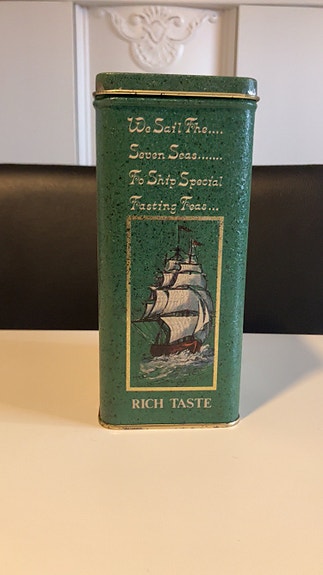 We Sail The....
Seven Seas.......
To Ship Special
Tasting Teas...
RICH TASTE